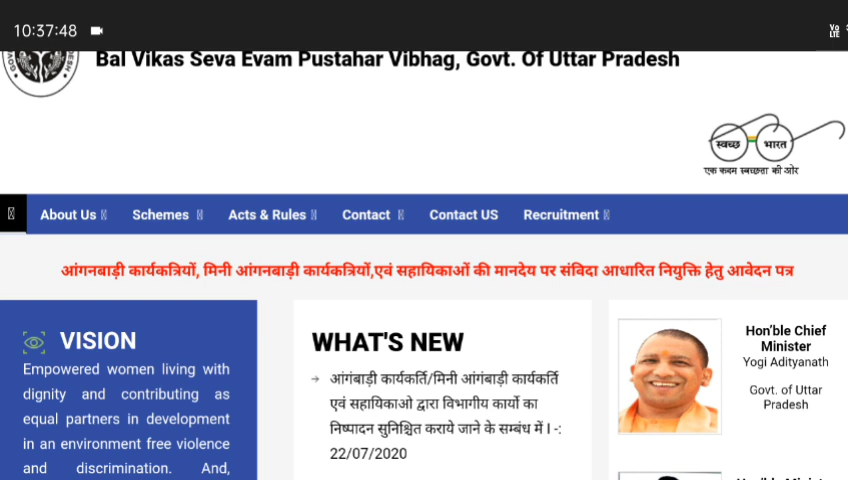 10:37:48
Vo
LTE
Bal Vikas Seva Evam Pustahar Vibhag, Govt. Of Uttar Pradesh
स्वच्छ भारत
एक कदम स्वच्छता की ओर
About Us Schemes Acts & Rules Contact Contact US Recruitment
आंगनबाड़ी कार्यकत्रियों, मिनी आंगनबाड़ी कार्यकत्रियों,एवं सहायिकाओं की मानदेय पर संविदा आधारित नियुक्ति हेतु आवेदन पत्र
VISION
Empowered women living with
dignity and contributing as
equal partners in development
in an environment free violence
and discrimination. And,
WHAT'S NEW
आंगंबाड़ी कार्यकर्ति/मिनी आंगंबाड़ी कार्यकर्ति
एवं सहायिकाओ द्वारा विभागीय कार्यो का
निष्पादन सुनिश्चित कराये जाने के सम्बंध में I -:
22/07/2020
Hon’ble Chief
Minister
Yogi Adityanath
Govt. of Uttar
Pradesh